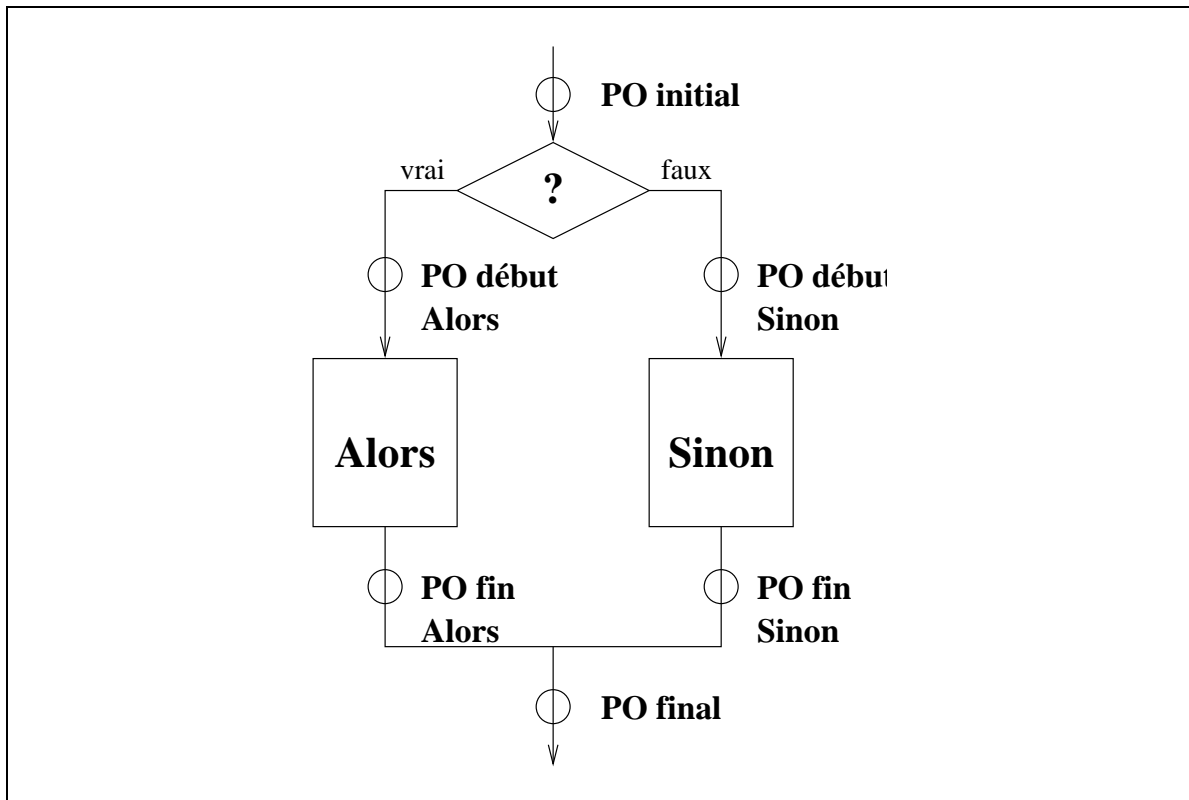 PO initial
vrai
faux
?
PO début
Alors
PO début
Sinon
Alors
Sinon
PO fin
Alors
PO fin
Sinon
PO final